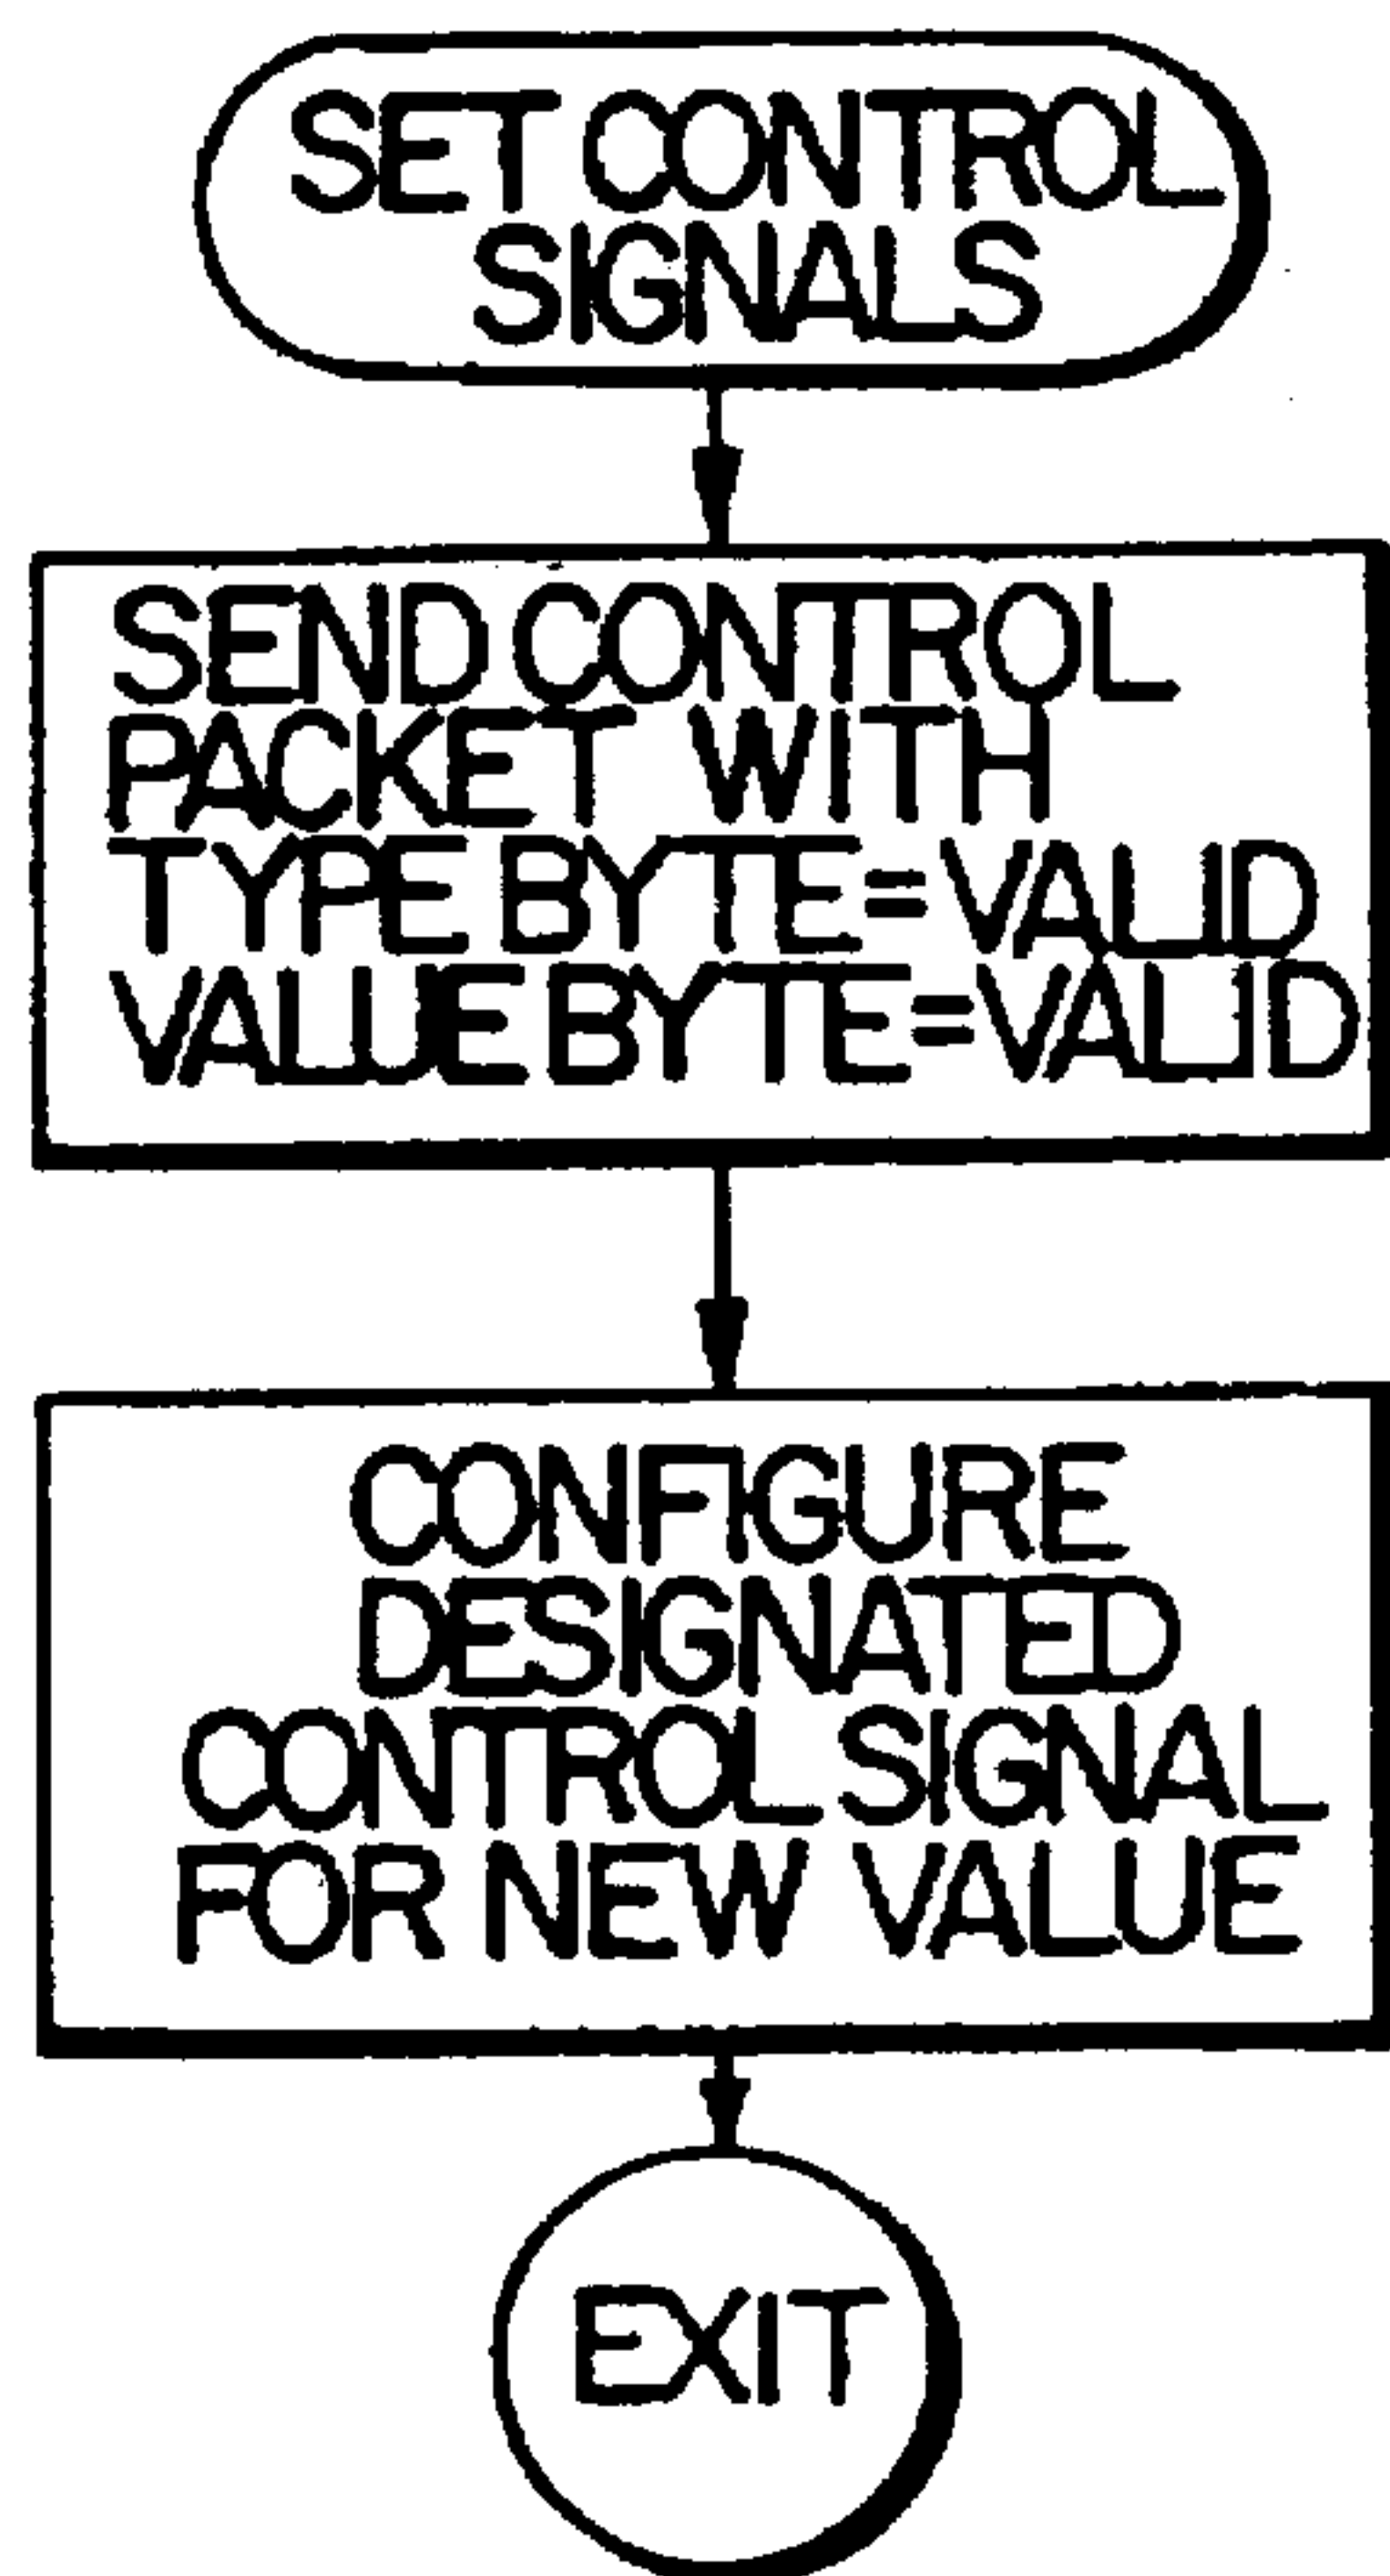 SET CONTROL
SIGNALS
SEND CONTROL
PACKET WITH
TYPE BYTE=VALID
VALUE BYTE=VALID
CONFIGURE
DESIGNATED
CONTROL SIGNAL
FOR NEW VALUE
EXIT